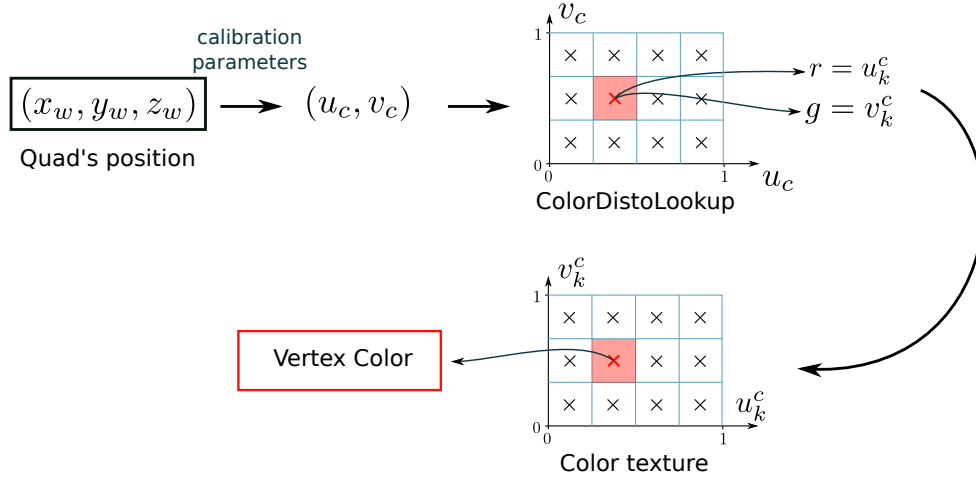 calibration
parameters
(x_w, y_w, z_w)
Quad's position
(u_c, v_c)
v_c
1
0
0
1
u_c
r = u_k^c
g = v_k^c
ColorDistoLookup
v_k^c
1
0
0
1
u_k^c
Color texture
Vertex Color